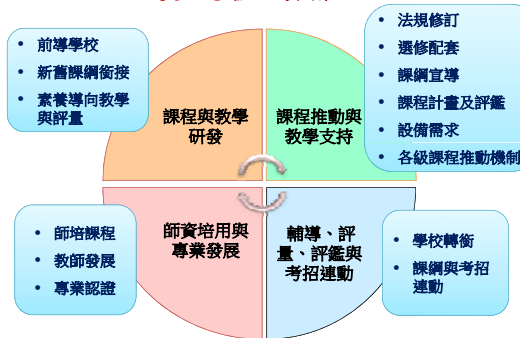 前導學校
新舊課綱銜接
素養導向教學
與評量
課程與教學
研發
課程推動與
教學支持
法規修訂
選修配套
課綱宣導
課程計畫及評鑑
設備需求
各級課程推動機制
師培課程
教師發展
專業認證
師資培用與
專業發展
輔導、評
量、評鑑與
考招連動
學校轉銜
課綱與考招
連動